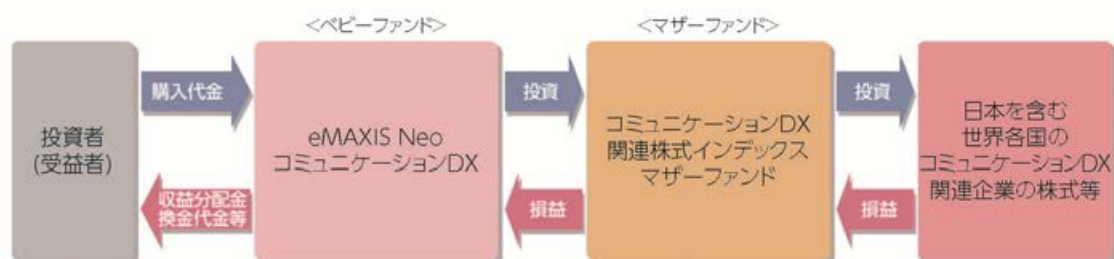 <ベビーファンド>
<マザーファンド>
投資者
(受益者)
購入代金
収益分配金
換金代金等
eMAXIS Neo
コミュニケーションDX
投資
損益
コミュニケーションDX
関連株式インデックス
マザーファンド
投資
損益
日本を含む
世界各国の
コミュニケーションDX
関連企業の株式等